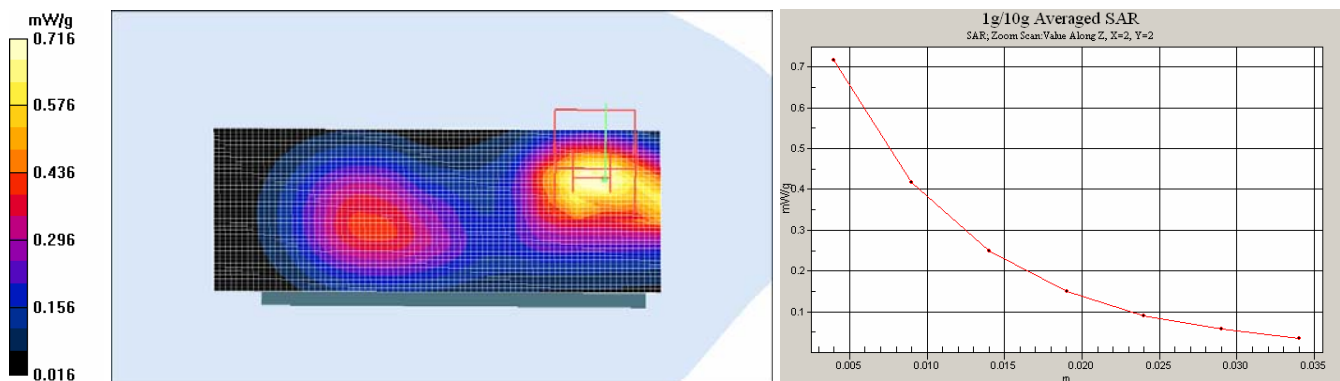 mW/g
0.716
0.576
0.436
0.296
0.156
0.016
1g/10g Averaged SAR
SAR; Zoom Scan:Value Along Z, X=2, Y=2
0.7
0.6
0.5
0.4
0.3
0.2
0.1
mW/g
0.005 0.010 0.015 0.020 0.025 0.030 0.035
m